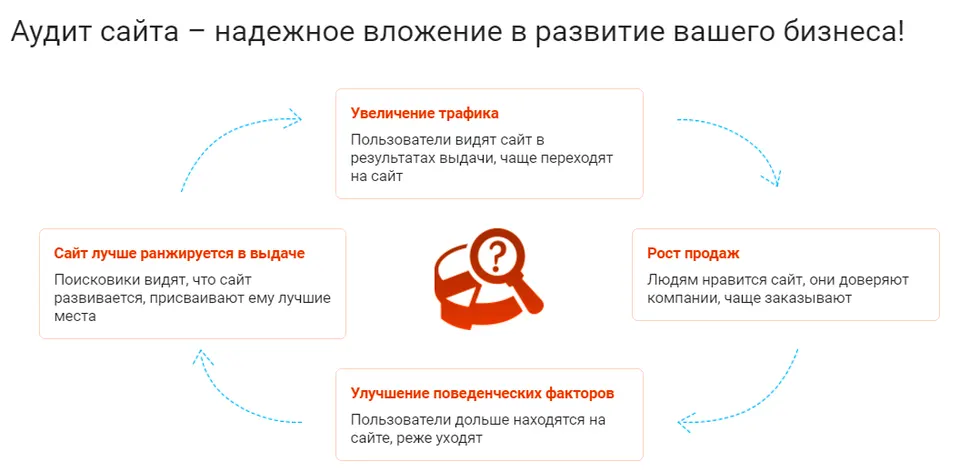 Аудит сайта – надежное вложение в развитие вашего бизнеса!
Увеличение трафика
Пользователи видят сайт в
результатах выдачи, чаще переходят
на сайт
Сайт лучше ранжируется в выдаче
Поисковики видят, что сайт
развивается, присваивают ему лучшие
места
?
Рост продаж
Людям нравится сайт, они доверяют
компании, чаще заказывают
Улучшение поведенческих факторов
Пользователи дольше находятся на
сайте, реже уходят